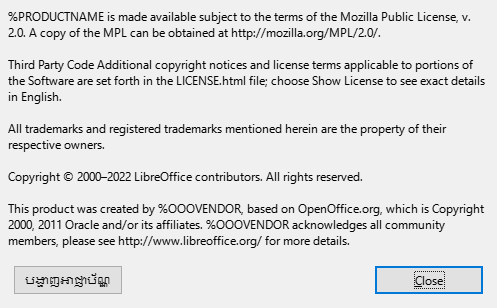 %PRODUCTNAME is made available subject to the terms of the Mozilla Public License, v.
2.0. A copy of the MPL can be obtained at http://mozilla.org/MPL/2.0/.
Third Party Code Additional copyright notices and license terms applicable to portions of
the Software are set forth in the LICENSE.html file; choose Show License to see exact details
in English.
All trademarks and registered trademarks mentioned herein are the property of their
respective owners.
Copyright © 2000–2022 LibreOffice contributors. All rights reserved.
This product was created by %OOOVENDOR, based on OpenOffice.org, which is Copyright
2000, 2011 Oracle and/or its affiliates. %OOOVENDOR acknowledges all community
members, please see http://www.libreoffice.org/ for more details.
បង្ហាញ​អាជ្ញាប័ណ្ណ
Close